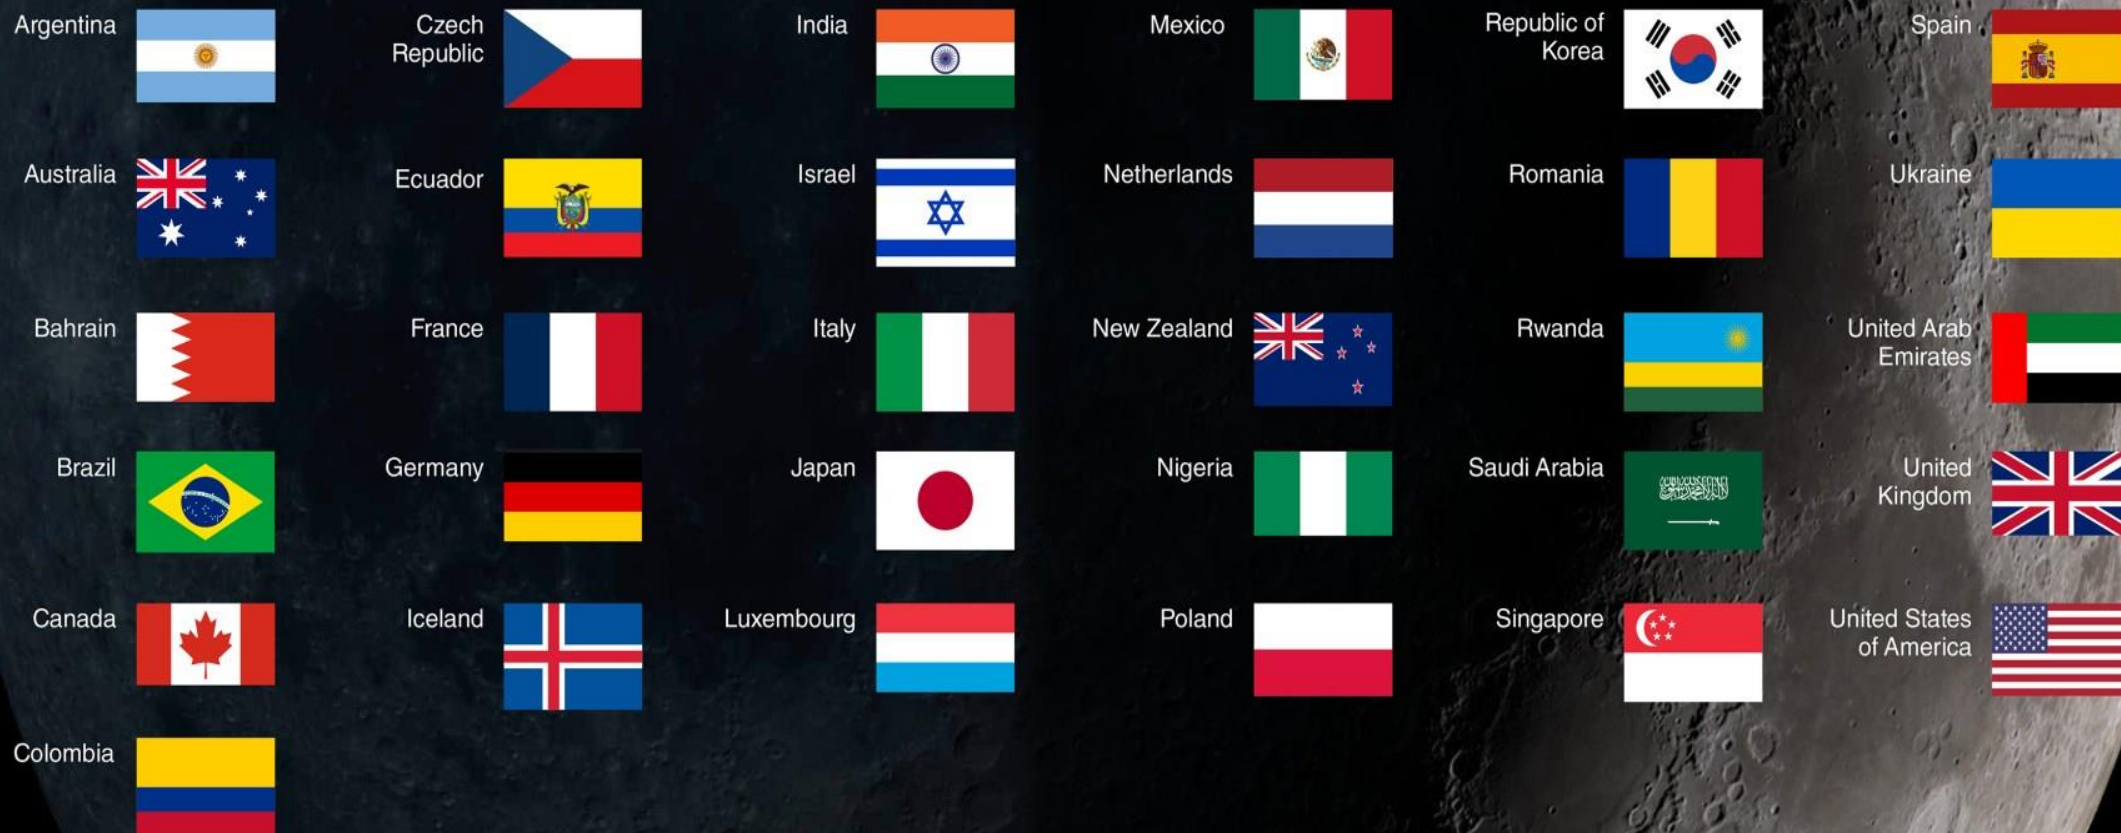 Argentina
Australia
Bahrain
Brazil
Canada
Colombia
Czech
Republic
Ecuador
France
Germany
Iceland
India
Israel
Italy
Japan
Luxembourg
Mexico
Netherlands
New Zealand
Nigeria
Poland
Republic of
Korea
Romania
Rwanda
Saudi Arabia
Singapore
Spain
Ukraine
United Arab
Emirates
United
Kingdom
United States
of America